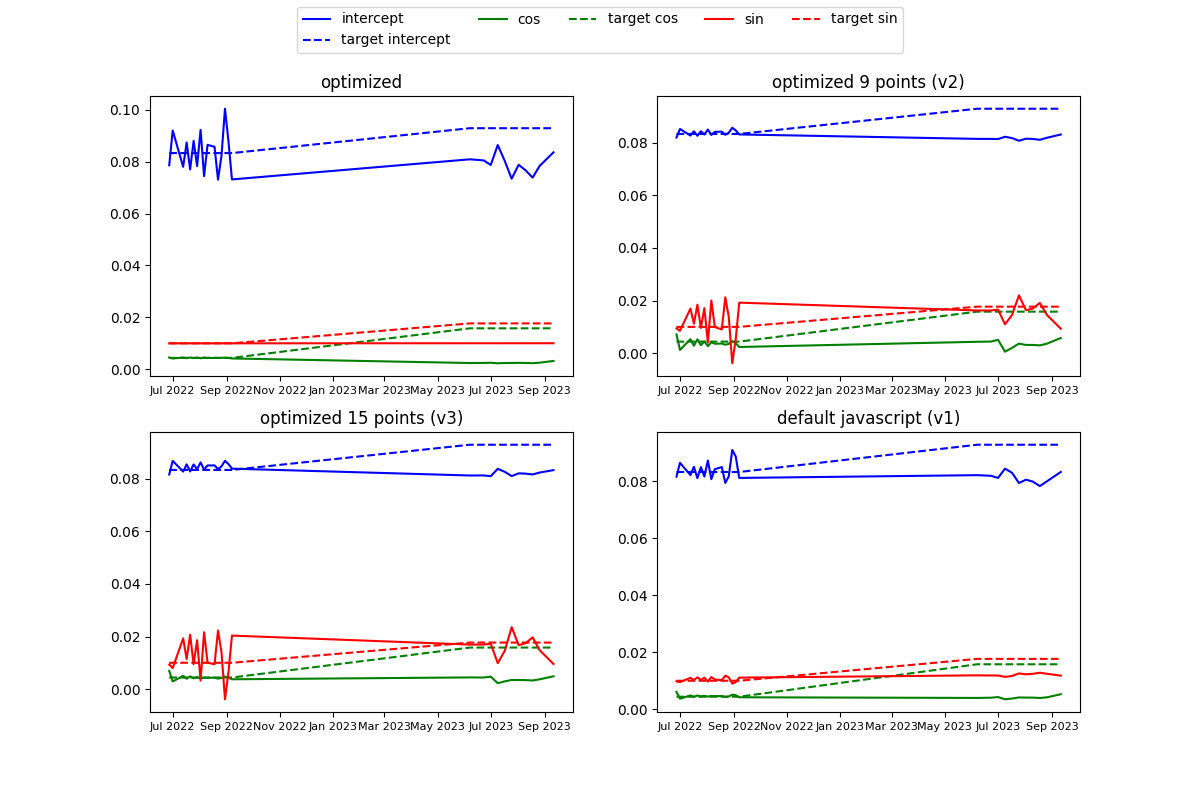 intercept cos target cos sin target sin
target intercept
optimized
0.10
0.08
0.06
0.04
0.02
0.00
Jul 2022 Sep 2022 Nov 2022 Jan 2023 Mar 2023 May 2023 Jul 2023 Sep 2023
optimized 9 points (v2)
0.08
0.06
0.04
0.02
0.00
Jul 2022 Sep 2022 Nov 2022 Jan 2023 Mar 2023 May 2023 Jul 2023 Sep 2023
optimized 15 points (v3)
0.08
0.06
0.04
0.02
0.00
Jul 2022 Sep 2022 Nov 2022 Jan 2023 Mar 2023 May 2023 Jul 2023 Sep 2023
default javascript (v1)
0.08
0.06
0.04
0.02
0.00
Jul 2022 Sep 2022 Nov 2022 Jan 2023 Mar 2023 May 2023 Jul 2023 Sep 2023